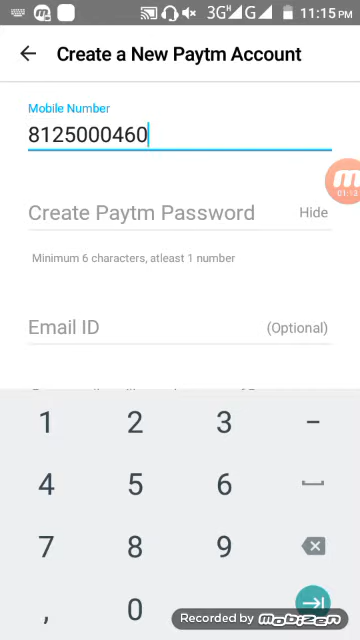 3G H G 11:15 PM
Create a New Paytm Account
Mobile Number
8125000460
Create Paytm Password Hide
Minimum 6 characters, atleast 1 number
Email ID (Optional)
1 2 3 –
4 5 6
7 8 9
, 0
Recorded by mobizen